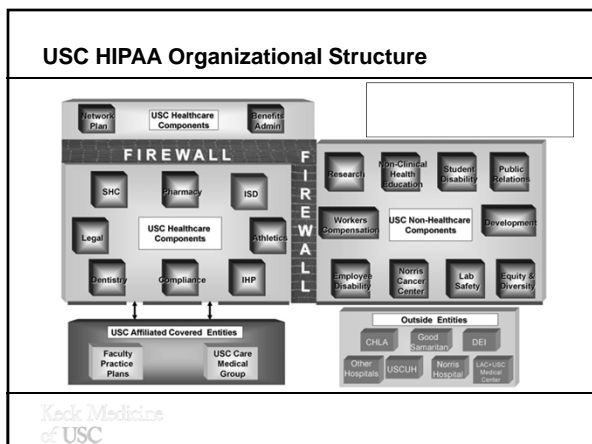 USC HIPAA Organizational Structure
Network
Plan
USC Healthcare
Components
Benefits
Admin
FIREWALL
FIREWALL
SHC
Pharmacy
ISD
Legal
USC Healthcare
Components
Athletics
Dentistry
Compliance
IHP
Research
Non-Clinical
Health
Education
Student
Disability
Public
Relations
Workers
Compensation
USC Non-Healthcare
Components
Development
Employee
Disability
Norris
Cancer
Center
Lab
Safety
Equity &
Diversity
USC Affiliated Covered Entities
Faculty
Practice
Plans
USC Care
Medical
Group
Outside Entities
CHLA
Good
Samaritan
DEI
Other
Hospitals
USCUH
Norris
Hospital
LAC+USC
Medical
Center
Keck Medicine
of USC